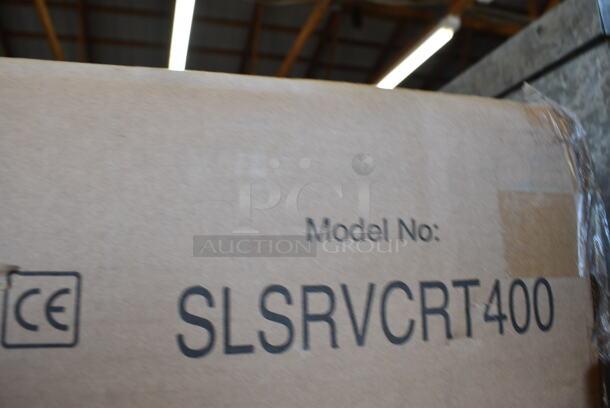 pci
AUCTION GROUP
Model No:
CE
SLSRVCRT400